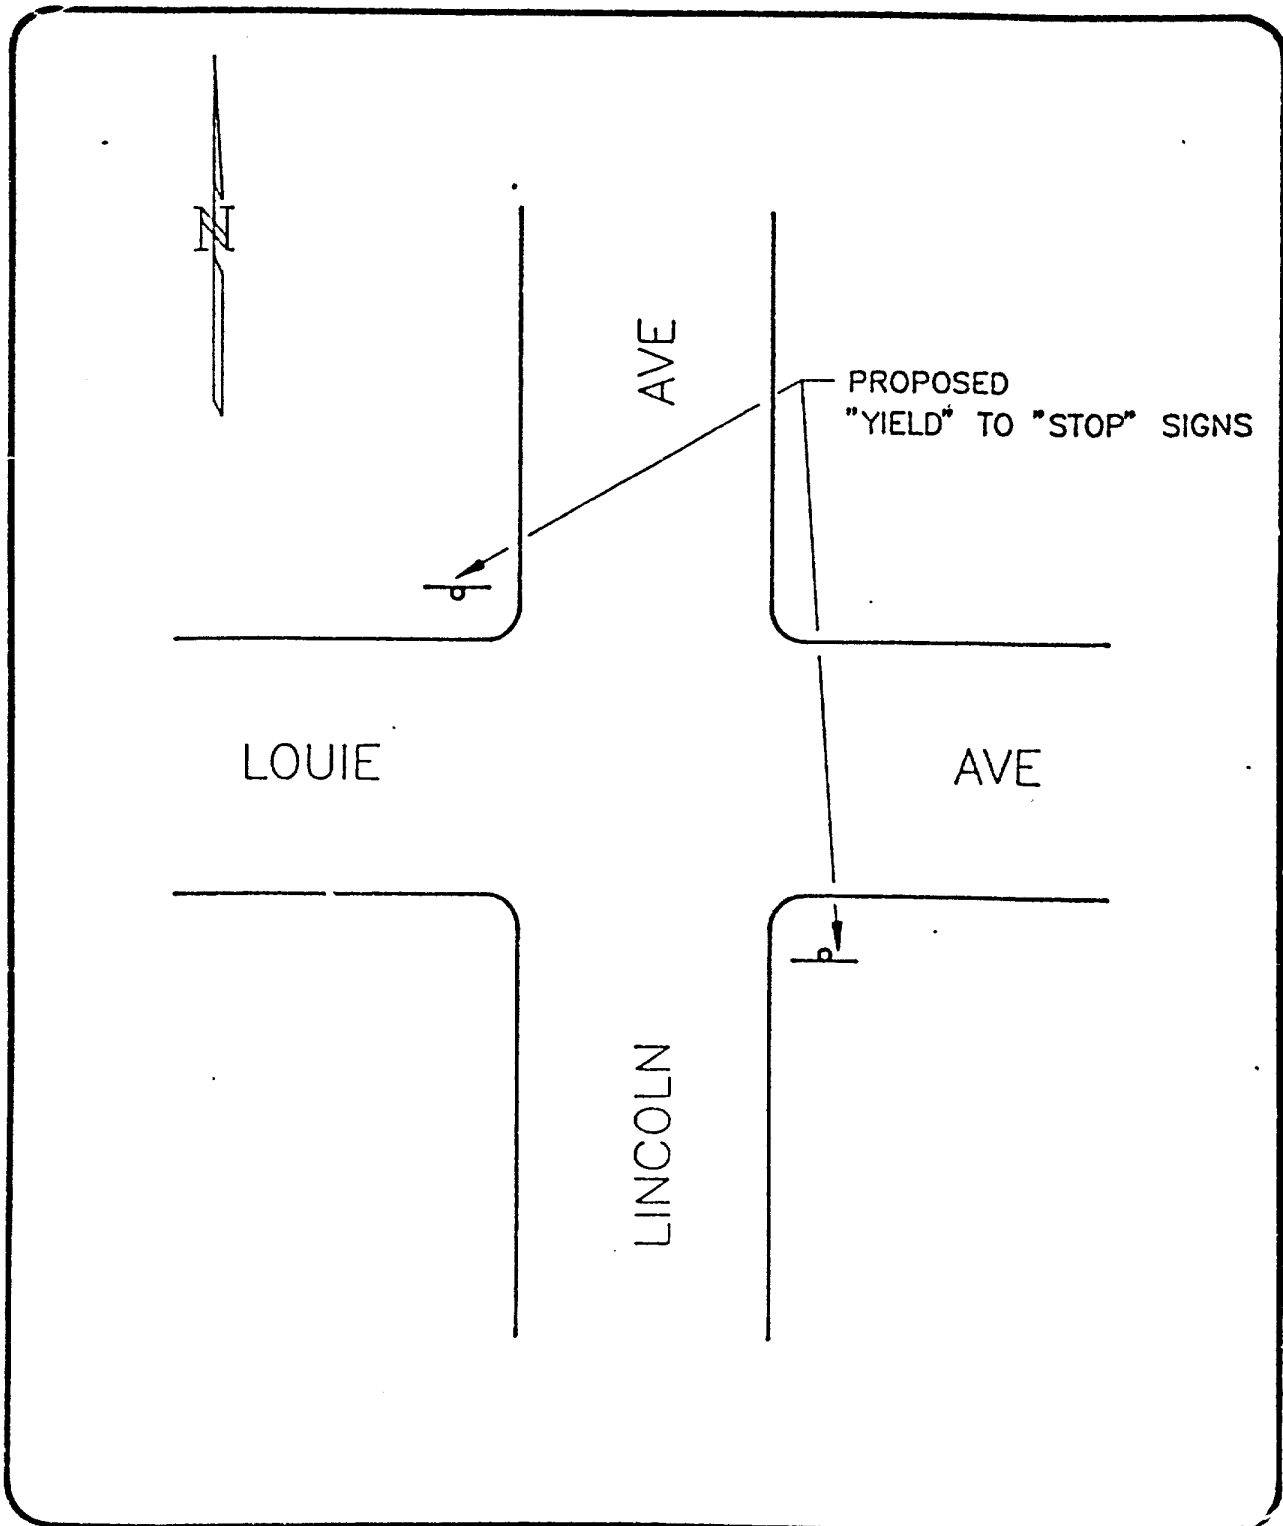 N
AVE
PROPOSED
"YIELD" TO "STOP" SIGNS
LOUIE
AVE
LINCOLN